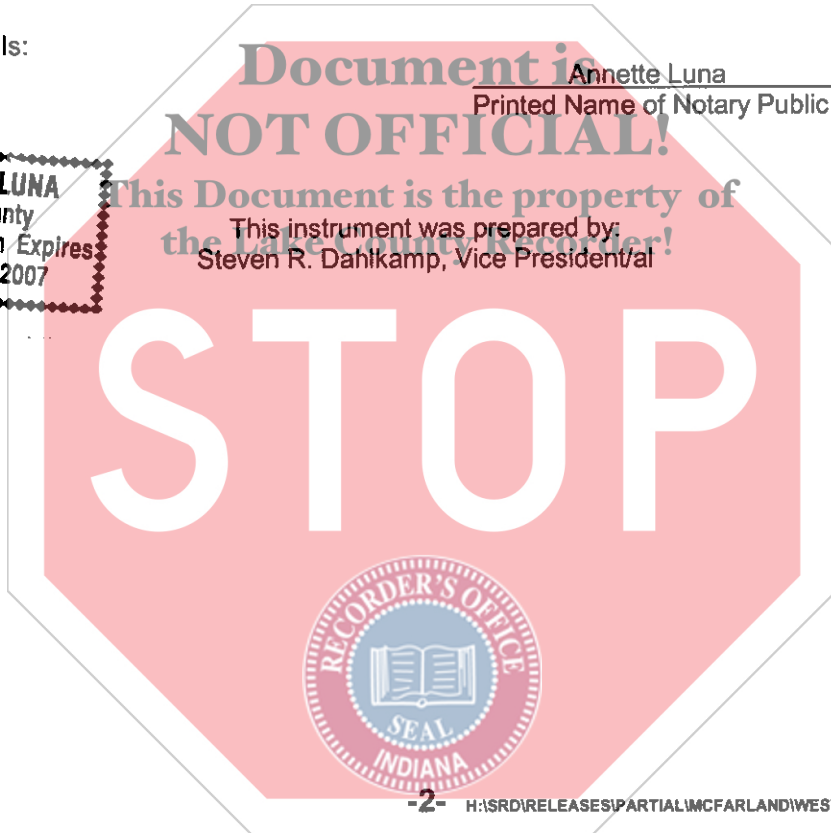 ls:
Document is
Annette Luna
Printed Name of Notary Public
NOT OFFICIAL!
LUNA
nty
n Expires
2007
This Document is the property of
This instrument was prepared by:
the Lake County Recorder!
Steven R. Dahlkamp, Vice President/al
STOP
RECORDER'S OFFICE
SEAL
INDIANA
-2- H:\SRD\RELEASES\PARTIAL\MCFARLAND\WES